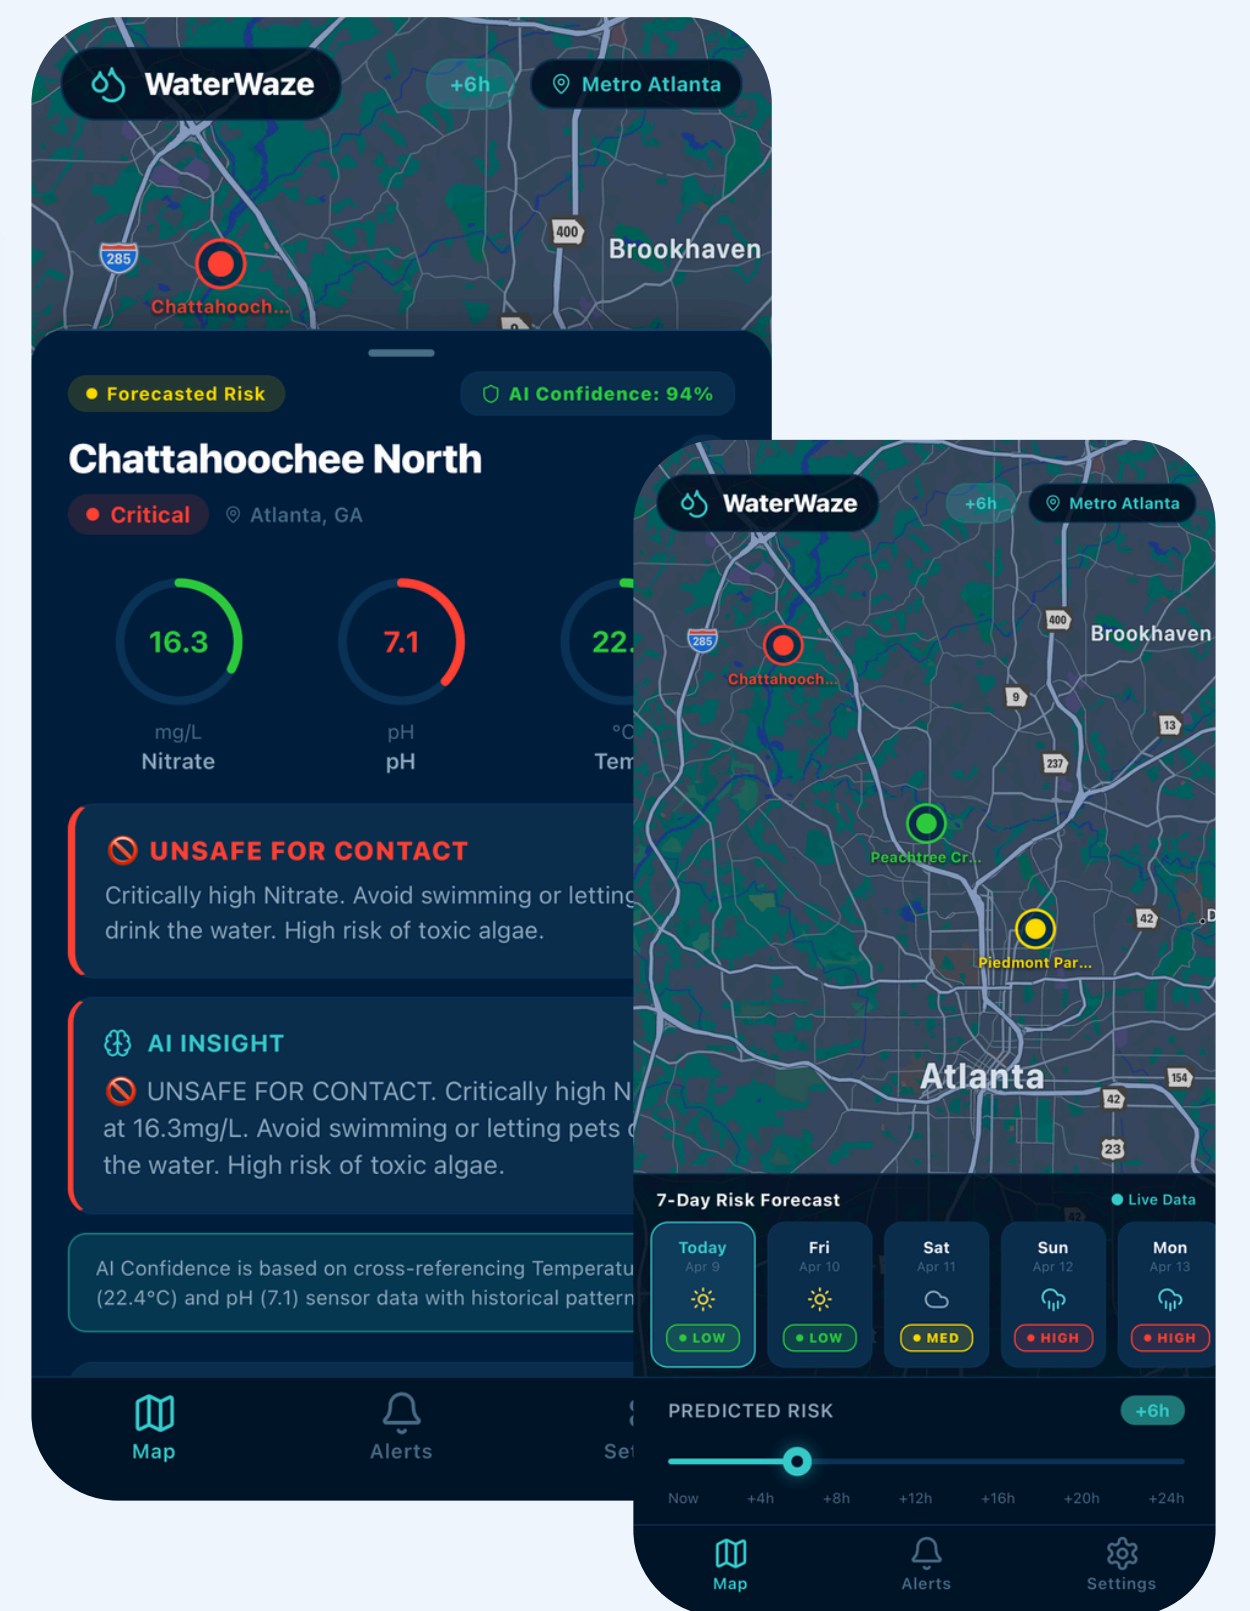 WaterWaze
+6h
Metro Atlanta
400
Brookhaven
285
Chattahooch...
9
Forecasted Risk
AI Confidence: 94%
Chattahoochee North
Critical
Atlanta, GA
16.3
7.1
22.
mg/L
pH
°C
Nitrate
pH
Tem
UNSAFE FOR CONTACT
Critically high Nitrate. Avoid swimming or letting
drink the water. High risk of toxic algae.
AI INSIGHT
UNSAFE FOR CONTACT. Critically high N
at 16.3mg/L. Avoid swimming or letting pets
the water. High risk of toxic algae.
AI Confidence is based on cross-referencing Temperatu
(22.4°C) and pH (7.1) sensor data with historical pattern
Map
Alerts
Set
WaterWaze
+6h
Metro Atlanta
400
285
Brookhaven
Chattahooch...
9
13
237
Peachtree Cr...
42
D
Piedmont Par...
Atlanta
154
42
23
7-Day Risk Forecast
Live Data
42
Today
Fri
Sat
Sun
Mon
Apr 9
Apr 10
Apr 11
Apr 12
Apr 13
LOW
LOW
MED
HIGH
HIGH
PREDICTED RISK
+6h
Now
+4h
+8h
+12h
+16h
+20h
+24h
Map
Alerts
Settings